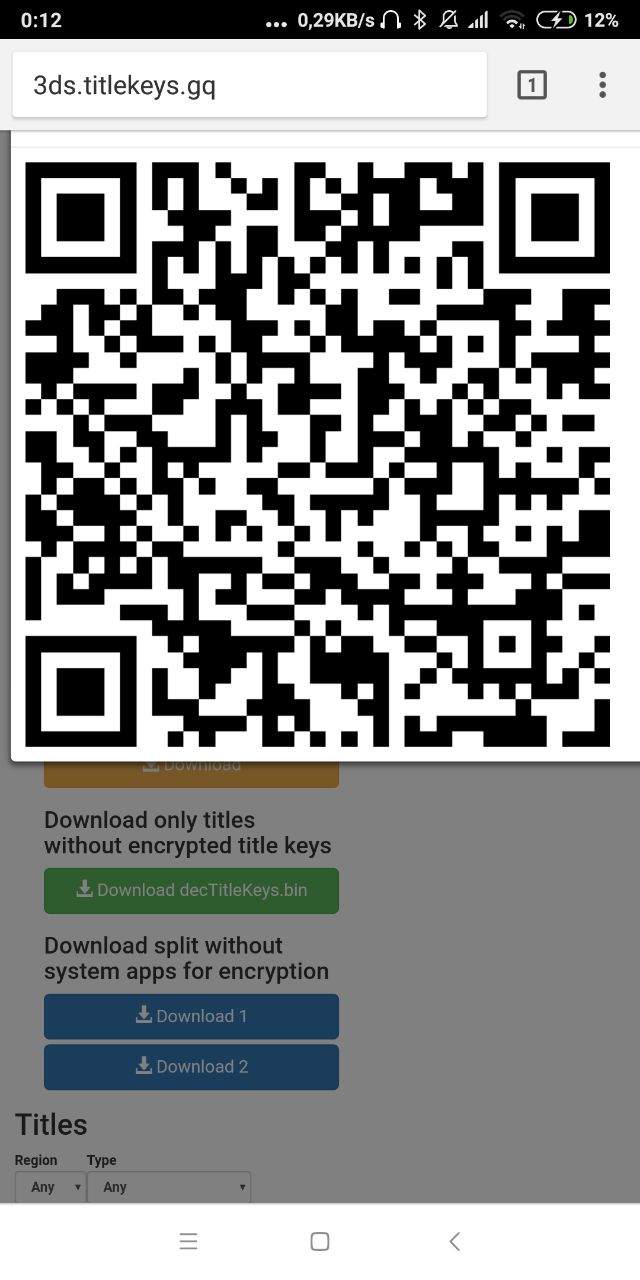 0:12 ... 0,29KB/s 12%
3ds.titlekeys.gq 1
Download
Download only titles
without encrypted title keys
Download decTitleKeys.bin
Download split without
system apps for encryption
Download 1
Download 2
Titles
Region Type
Any Any